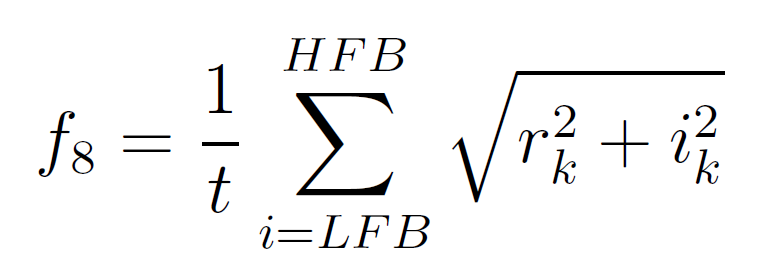 f_8 = \frac{1}{t} \sum_{i=LFB}^{HFB} \sqrt{r_k^2 + i_k^2}